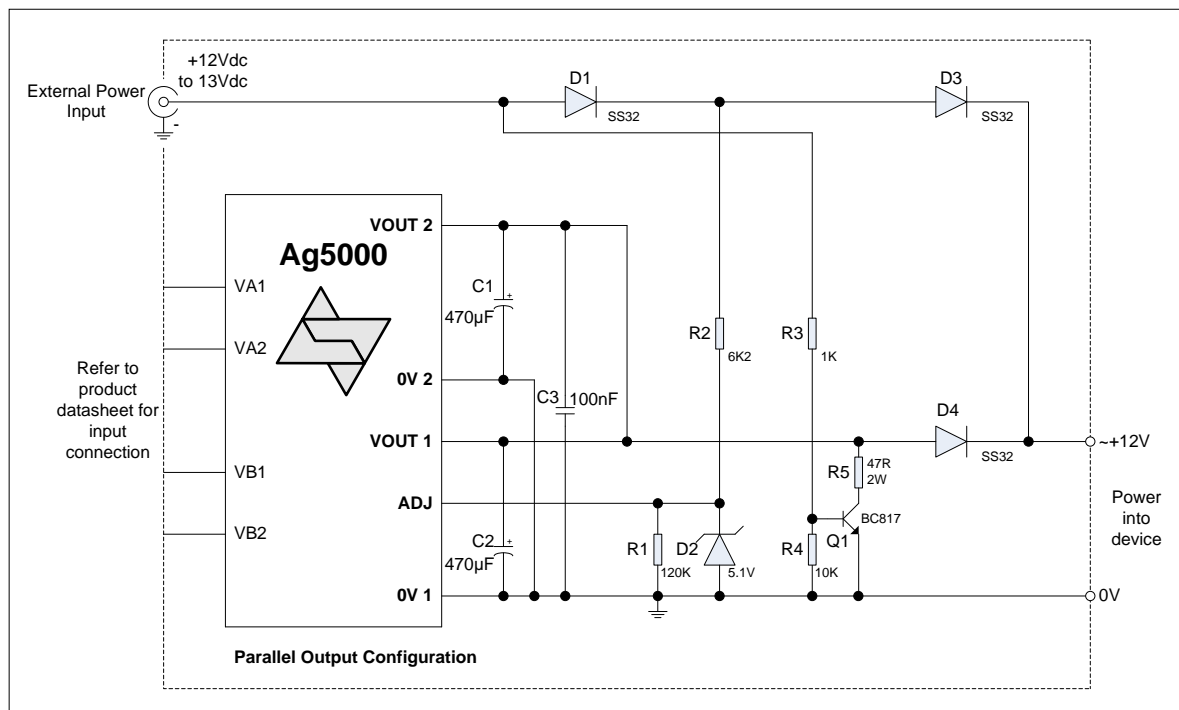 +12Vdc
to 13Vdc
External Power
Input
-
D1
SS32
D3
SS32
Ag5000
VOUT 2
VA1
VA2
VB1
VB2
0V 2
VOUT 1
ADJ
0V 1
Refer to
product
datasheet for
input
connection
C1
+
470µF
C3
100nF
C2
+
470µF
R2
6K2
R3
1K
D4
SS32
R5
47R
2W
BC817
Q1
R1
120K
D2
5.1V
R4
10K
~+12V
Power
into
device
0V
Parallel Output Configuration